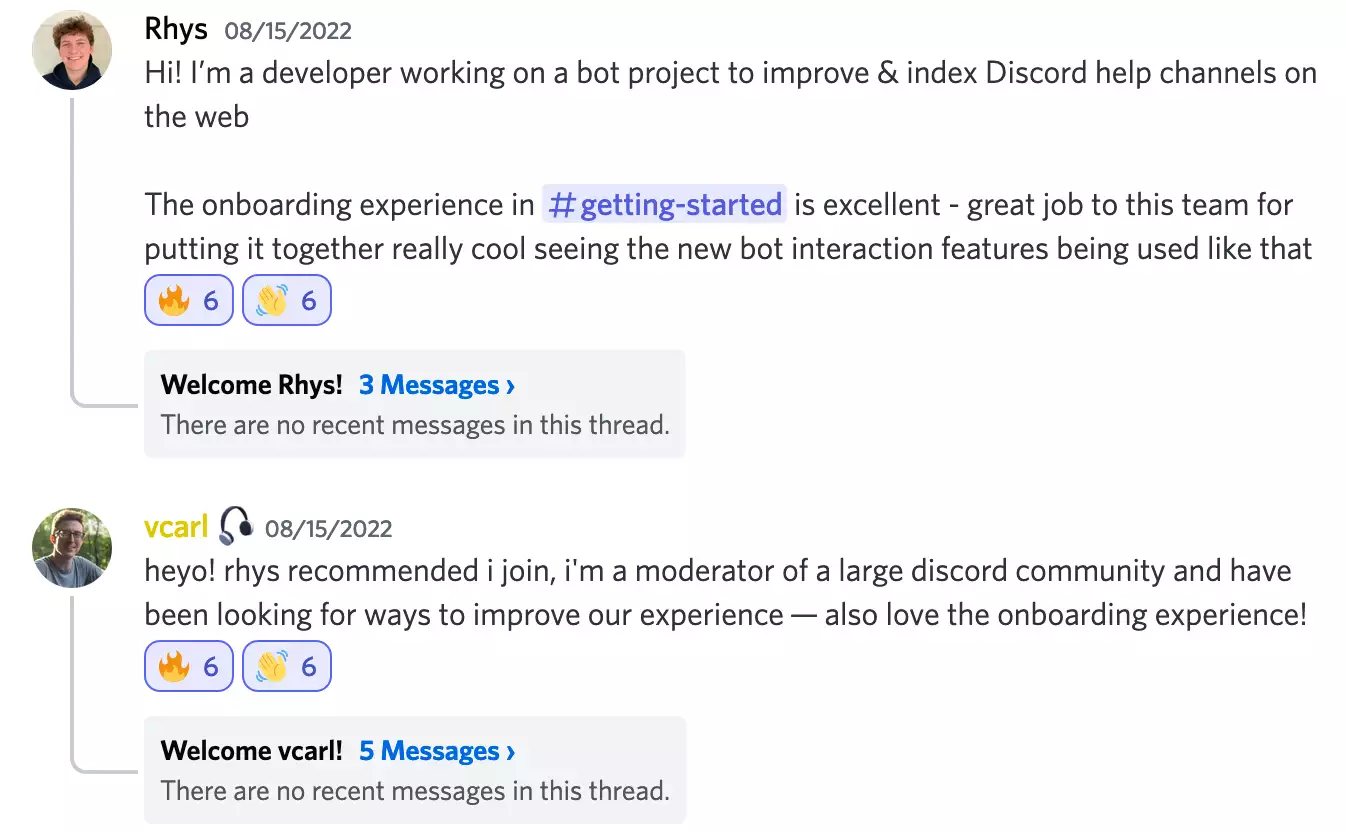 Rhys 08/15/2022
Hi! I’m a developer working on a bot project to improve & index Discord help channels on
the web
The onboarding experience in #getting-started is excellent - great job to this team for
putting it together really cool seeing the new bot interaction features being used like that
6 6
Welcome Rhys! 3 Messages ›
There are no recent messages in this thread.
vcarl 08/15/2022
heyo! rhys recommended i join, i'm a moderator of a large discord community and have
been looking for ways to improve our experience — also love the onboarding experience!
6 6
Welcome vcarl! 5 Messages ›
There are no recent messages in this thread.